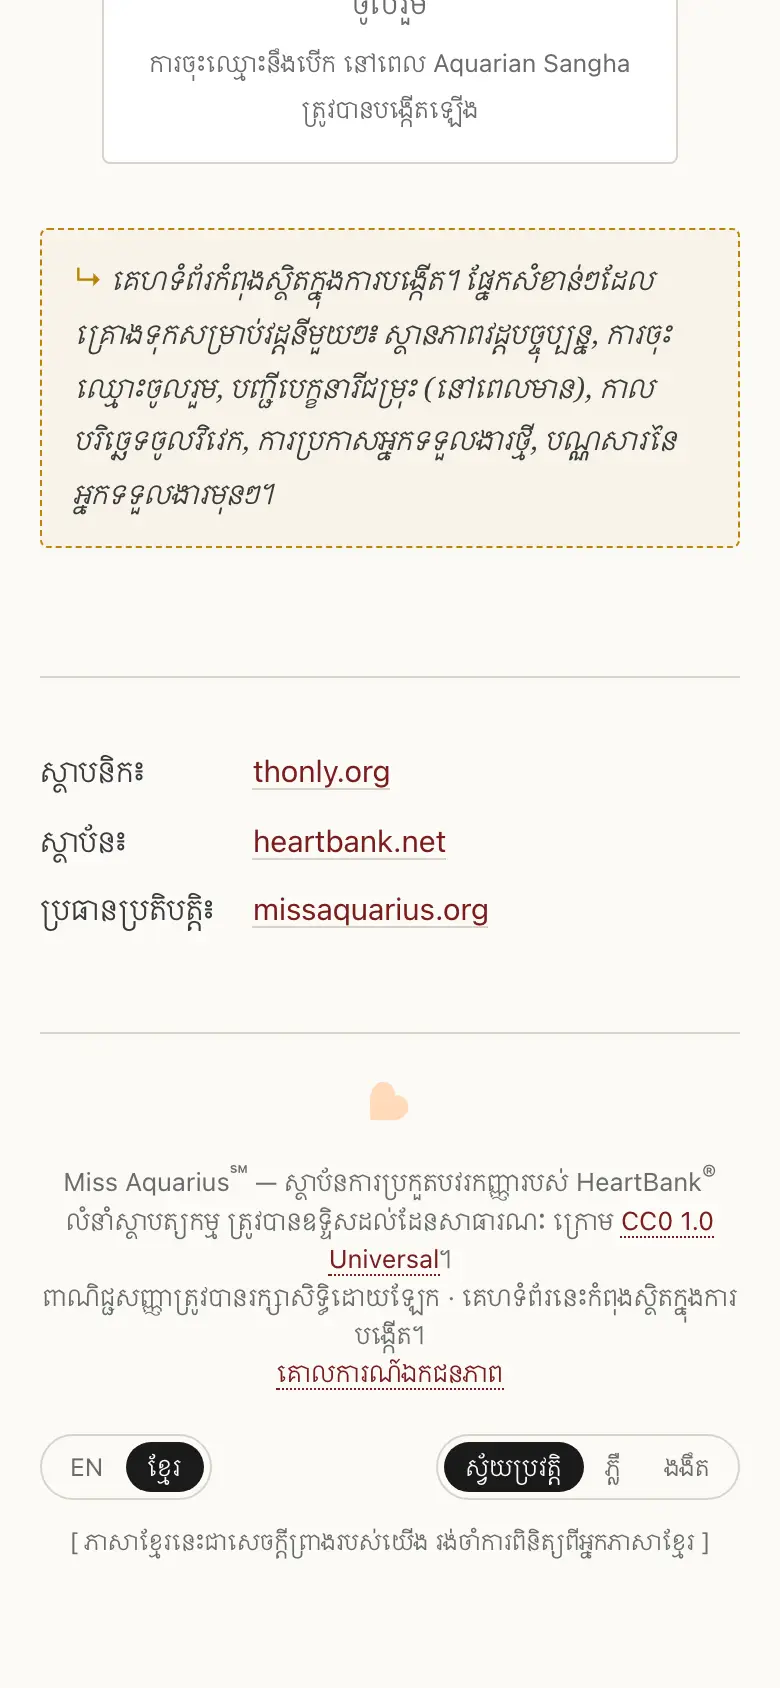 ចូលរួម
ការចុះឈ្មោះនឹងបើក នៅពេល Aquarian Sangha
ត្រូវបានបង្កើតឡើង
↳ គេហទំព័រកំពុងស្ថិតក្នុងការបង្កើត។ ផ្នែកសំខាន់ៗដែល
គ្រោងទុកសម្រាប់វដ្តនីមួយៗ៖ ស្ថានភាពវដ្តបច្ចុប្បន្ន, ការចុះ
ឈ្មោះចូលរួម, បញ្ជីបេក្ខនារីជម្រុះ (នៅពេលមាន), កាល
បរិច្ឆេទចូលវិវេក, ការប្រកាសអ្នកទទួលងារថ្មី, បណ្ណសារនៃ
អ្នកទទួលងារមុនៗ។
ស្ថាបនិក៖ thonly.org
ស្ថាប័ន៖ heartbank.net
ប្រធានប្រតិបត្តិ៖ missaquarius.org
Miss Aquarius℠ — ស្ថាប័នការប្រកួតបវរកញ្ញារបស់ HeartBank®
លំនាំស្ថាបត្យកម្ម ត្រូវបានឧទ្ទិសដល់ដែនសាធារណៈ ក្រោម CC0 1.0
Universal។
ពាណិជ្ជសញ្ញាត្រូវបានរក្សាសិទ្ធិដោយឡែក · គេហទំព័រនេះកំពុងស្ថិតក្នុងការ
បង្កើត។
គោលការណ៍ឯកជនភាព
EN ខ្មែរ ស្វ័យប្រវត្តិ ភ្លឺ ងងឹត
[ ភាសាខ្មែរនេះជាសេចក្តីព្រាងរបស់យើង រង់ចាំការពិនិត្យពីអ្នកភាសាខ្មែរ ]